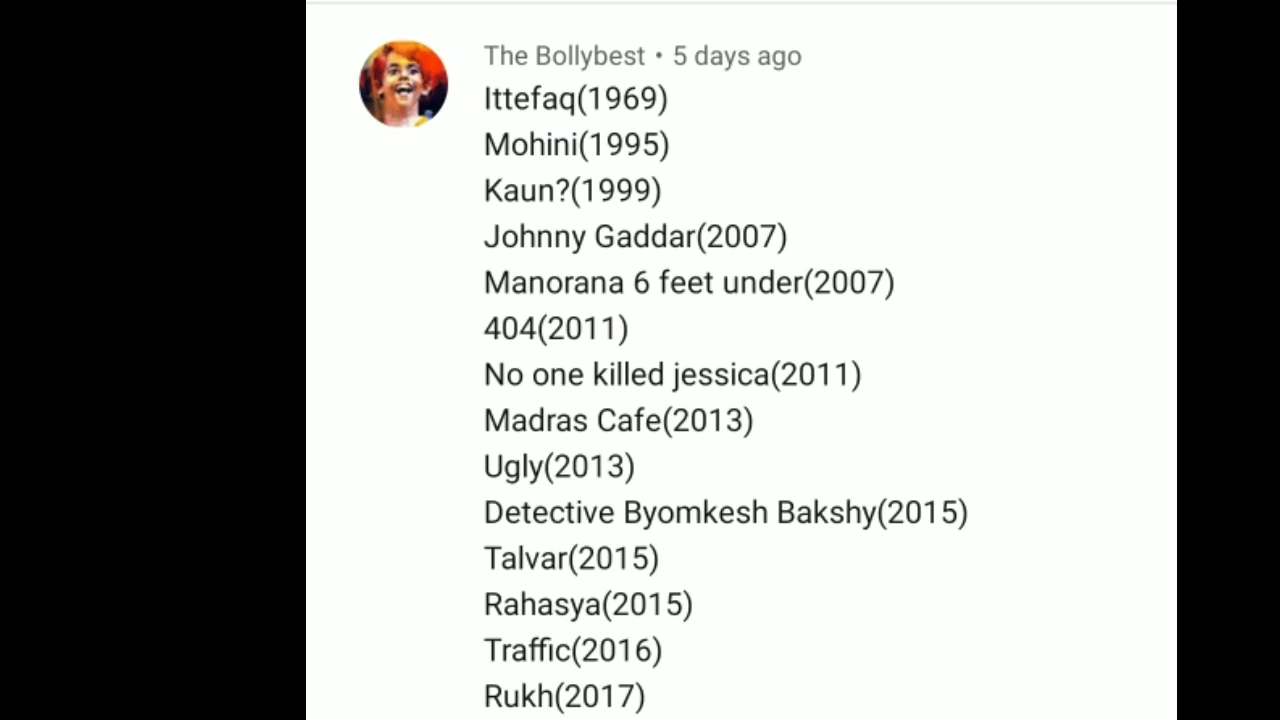 The Bollybest • 5 days ago
Ittefaq(1969)
Mohini(1995)
Kaun?(1999)
Johnny Gaddar(2007)
Manorana 6 feet under(2007)
404(2011)
No one killed jessica(2011)
Madras Cafe(2013)
Ugly(2013)
Detective Byomkesh Bakshy(2015)
Talvar(2015)
Rahasya(2015)
Traffic(2016)
Rukh(2017)